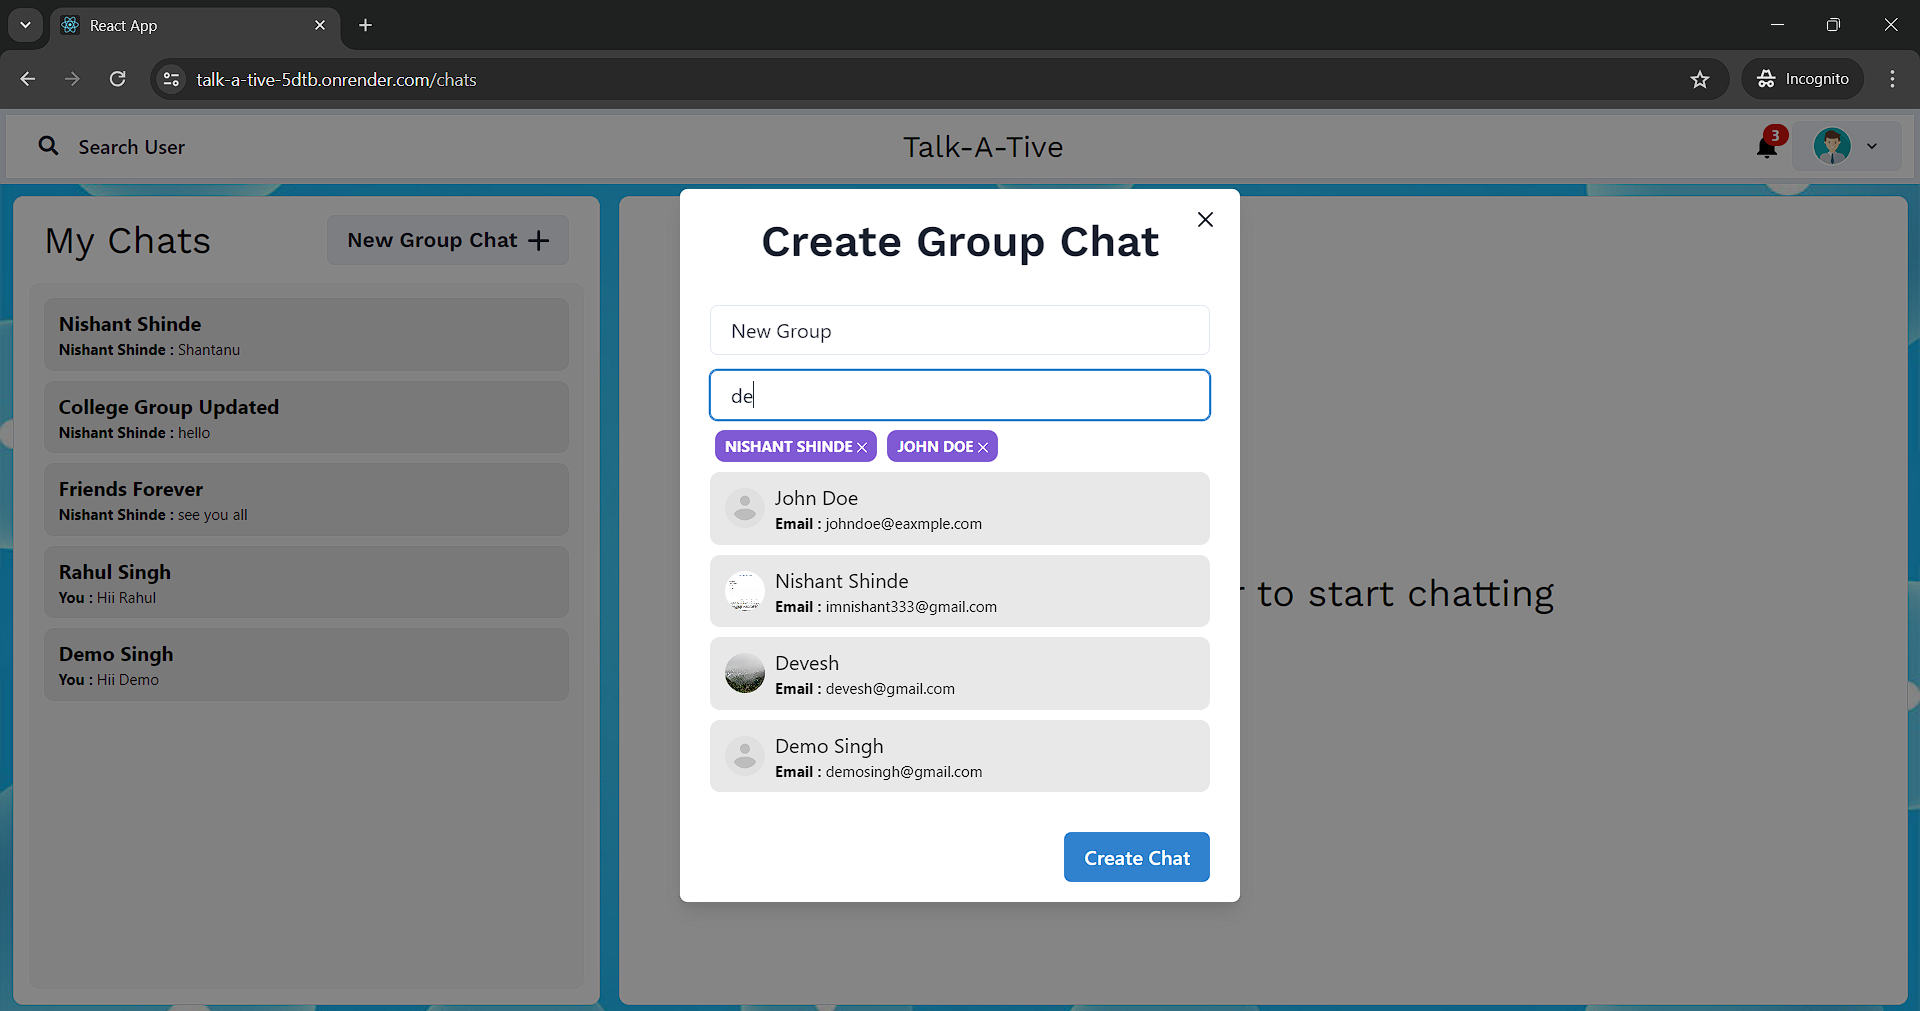 React App
talk-a-tive-5dtb.onrender.com/chats
Incognito
Search User
Talk-A-Tive
3
My Chats
New Group Chat
Nishant Shinde
Nishant Shinde : Shantanu
College Group Updated
Nishant Shinde : hello
Friends Forever
Nishant Shinde : see you all
Rahul Singh
You : Hii Rahul
Demo Singh
You : Hii Demo
Create Group Chat
New Group
de
NISHANT SHINDE JOHN DOE
John Doe
Email : johndoe@eaxmple.com
Nishant Shinde
Email : imnishant333@gmail.com
Devesh
Email : devesh@gmail.com
Demo Singh
Email : demosingh@gmail.com
Create Chat
to start chatting